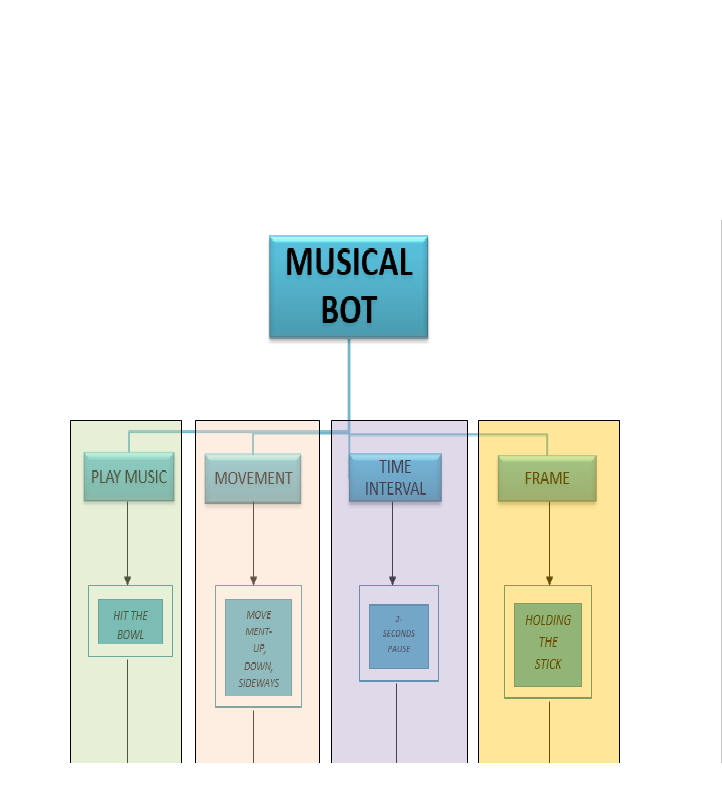 MUSICAL
BOT
PLAY MUSIC
MOVEMENT
TIME
INTERVAL
FRAME
HIT THE
BOWL
MOVE
MENT-
UP,
DOWN,
SIDEWAYS
2-
SECONDS
PAUSE
HOLDING
THE
STICK